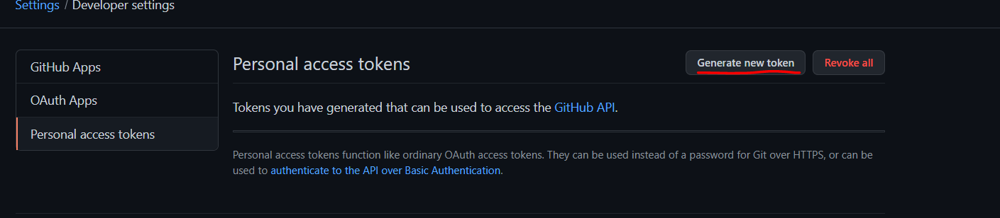 Settings / Developer settings
GitHub Apps
OAuth Apps
Personal access tokens
Personal access tokens
Generate new token
Revoke all
Tokens you have generated that can be used to access the GitHub API.
Personal access tokens function like ordinary OAuth access tokens. They can be used instead of a password for Git over HTTPS, or can be
used to authenticate to the API over Basic Authentication.